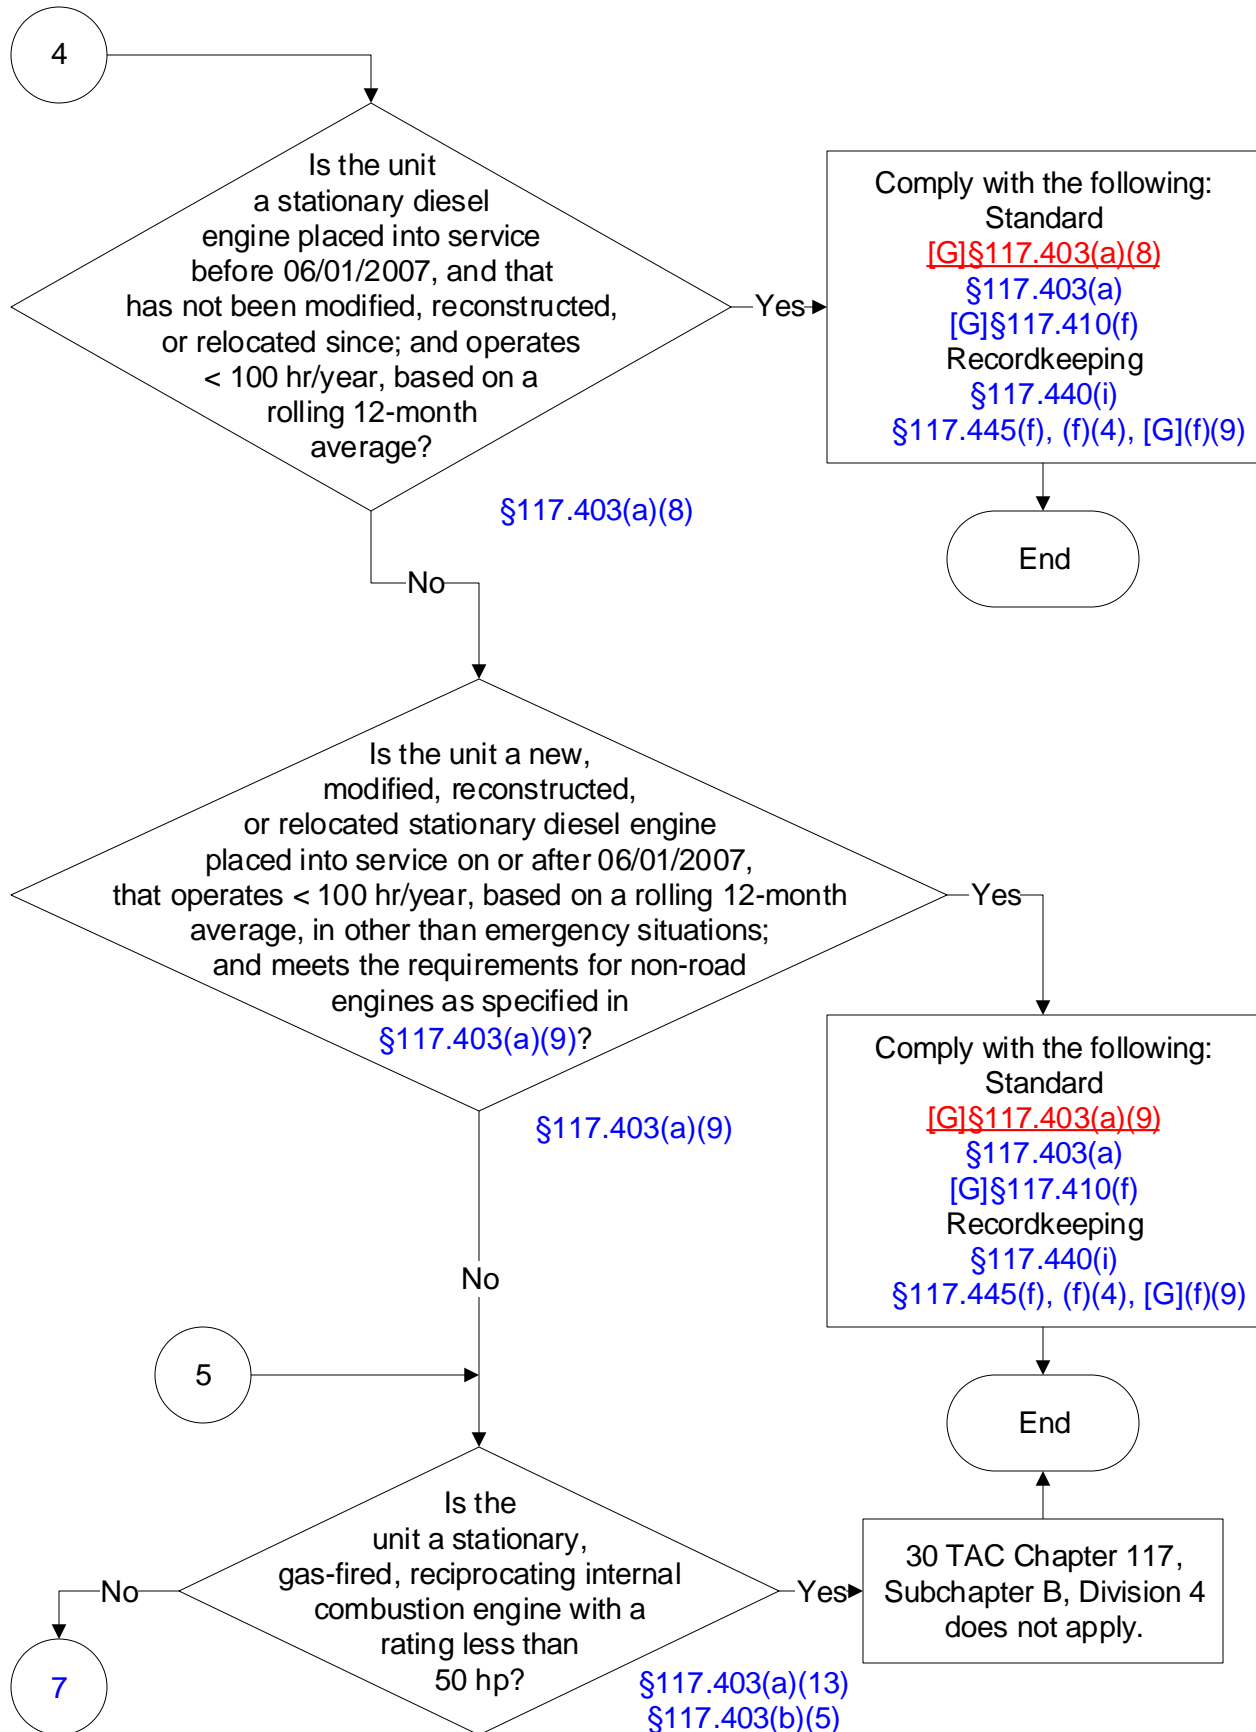 4
Is the unit
a stationary diesel
engine placed into service
before 06/01/2007, and that
has not been modified, reconstructed,
or relocated since; and operates
< 100 hr/year, based on a
rolling 12-month
average?
Yes
Comply with the following:
Standard
[G]§117.403(a)(8)
§117.403(a)
[G]§117.410(f)
Recordkeeping
§117.440(i)
§117.445(f), (f)(4), [G](f)(9)
§117.403(a)(8)
End
No
Is the unit a new,
modified, reconstructed,
or relocated stationary diesel engine
placed into service on or after 06/01/2007,
that operates < 100 hr/year, based on a rolling 12-month
average, in other than emergency situations;
and meets the requirements for non-road
engines as specified in
§117.403(a)(9)?
Yes
§117.403(a)(9)
Comply with the following:
Standard
[G]§117.403(a)(9)
§117.403(a)
[G]§117.410(f)
Recordkeeping
§117.440(i)
§117.445(f), (f)(4), [G](f)(9)
No
5
End
Is the
unit a stationary,
gas-fired, reciprocating internal
combustion engine with a
rating less than
50 hp?
No
Yes
30 TAC Chapter 117,
Subchapter B, Division 4
does not apply.
7
§117.403(a)(13)
§117.403(b)(5)